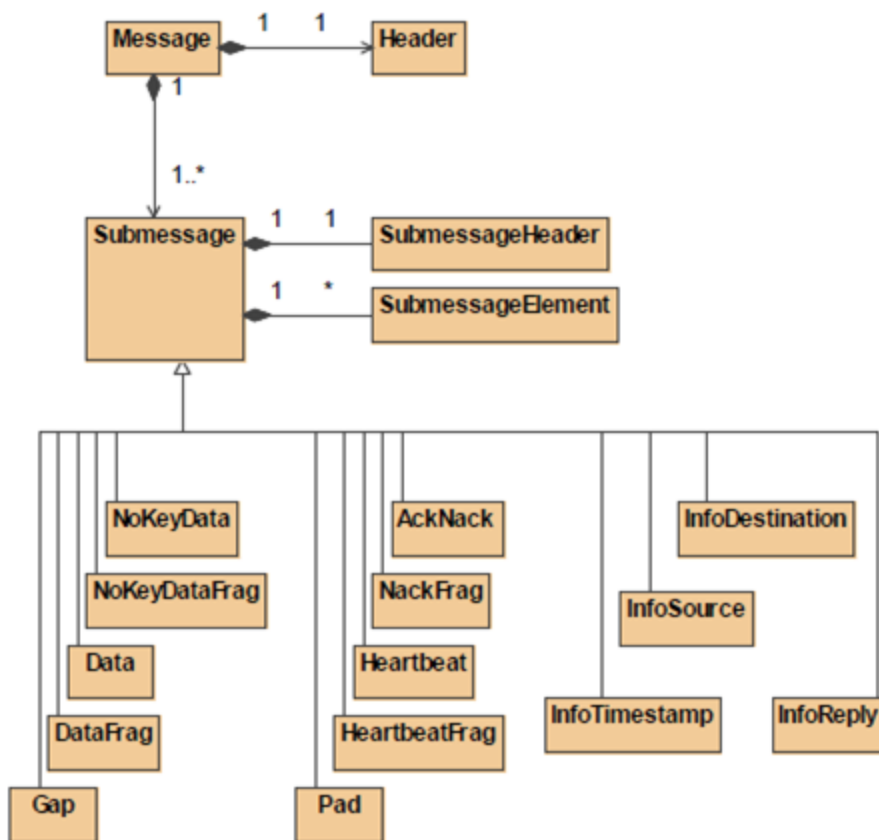 Message
1 1
Header
1
1..*
Submessage
1 1
SubmessageHeader
1 *
SubmessageElement
NoKeyData
AckNack
InfoDestination
NoKeyDataFrag
NackFrag
InfoSource
Data
Heartbeat
InfoTimestamp
InfoReply
DataFrag
HeartbeatFrag
Gap
Pad